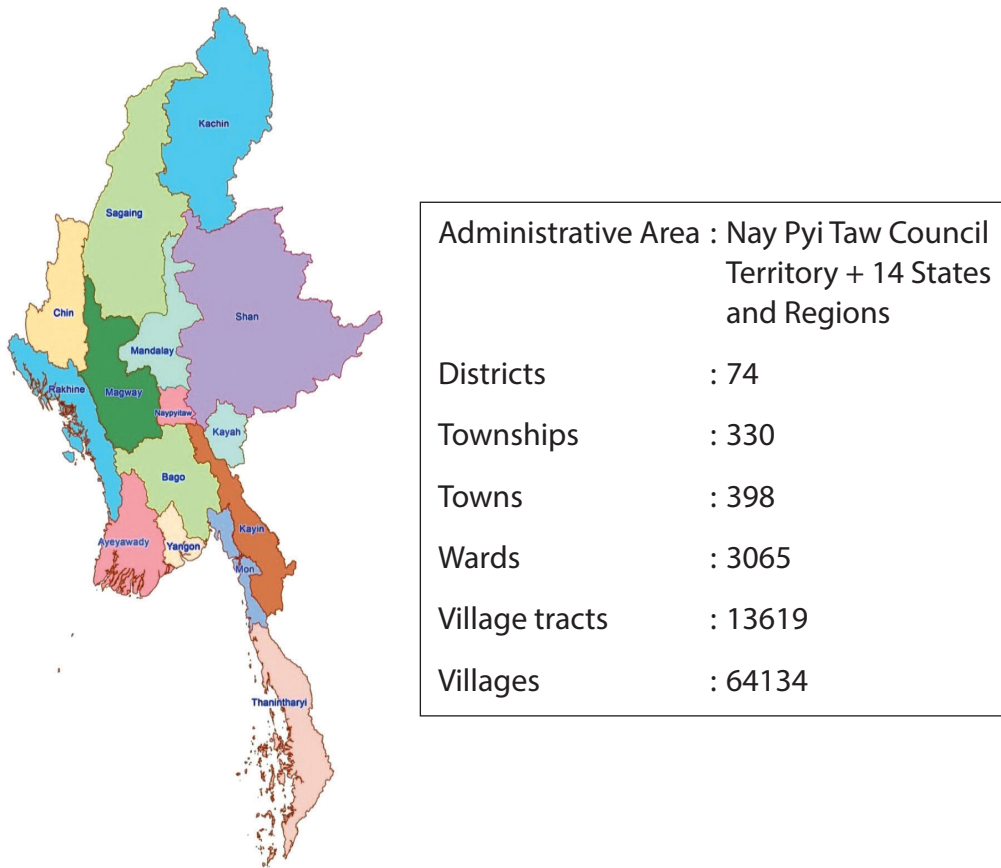 Kachin
Sagaing
Chin
Shan
Mandalay
Rakhine
Magway
Naypyitaw
Kayah
Bago
Kayin
Ayeyawady
Yangon
Mon
Thanintharyi
Administrative Area : Nay Pyi Taw Council
Territory + 14 States
and Regions
Districts : 74
Townships : 330
Towns : 398
Wards : 3065
Village tracts : 13619
Villages : 64134